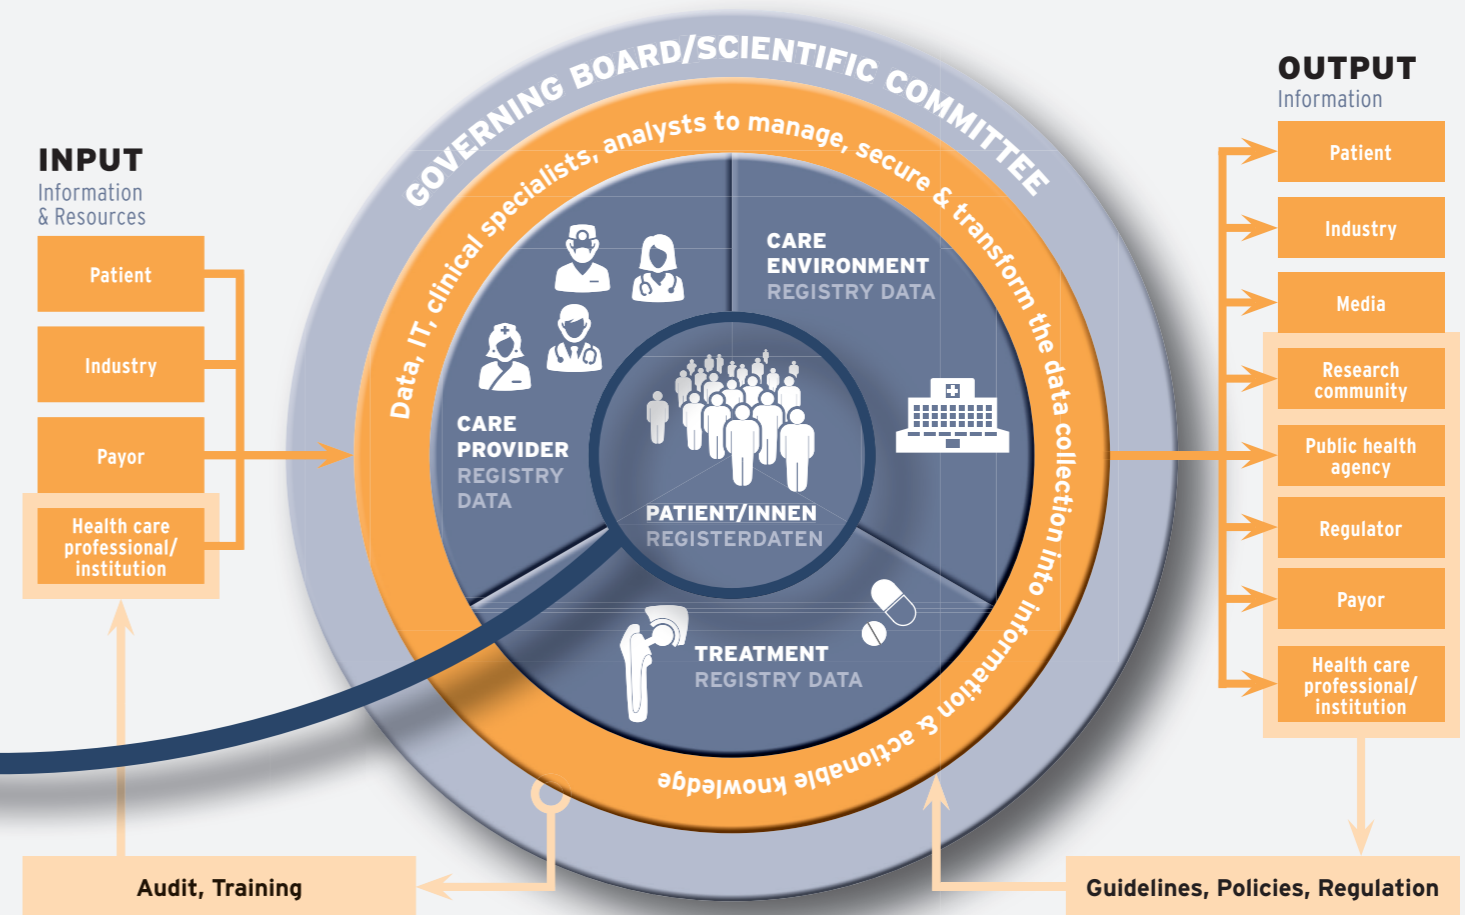 INPUT
Information
& Resources
Patient
Industry
Payor
Health care
professional/
institution
GOVERNING BOARD/SCIENTIFIC COMMITTEE
Data, IT, clinical specialists, analysts to manage, secure & transform the data collection into information & actionable knowledge
CARE
PROVIDER
REGISTRY
DATA
CARE
ENVIRONMENT
REGISTRY DATA
PATIENT/INNEN
REGISTERDATEN
TREATMENT
REGISTRY DATA
OUTPUT
Information
Patient
Industry
Media
Research
community
Public health
agency
Regulator
Payor
Health care
professional/
institution
Audit, Training
Guidelines, Policies, Regulation